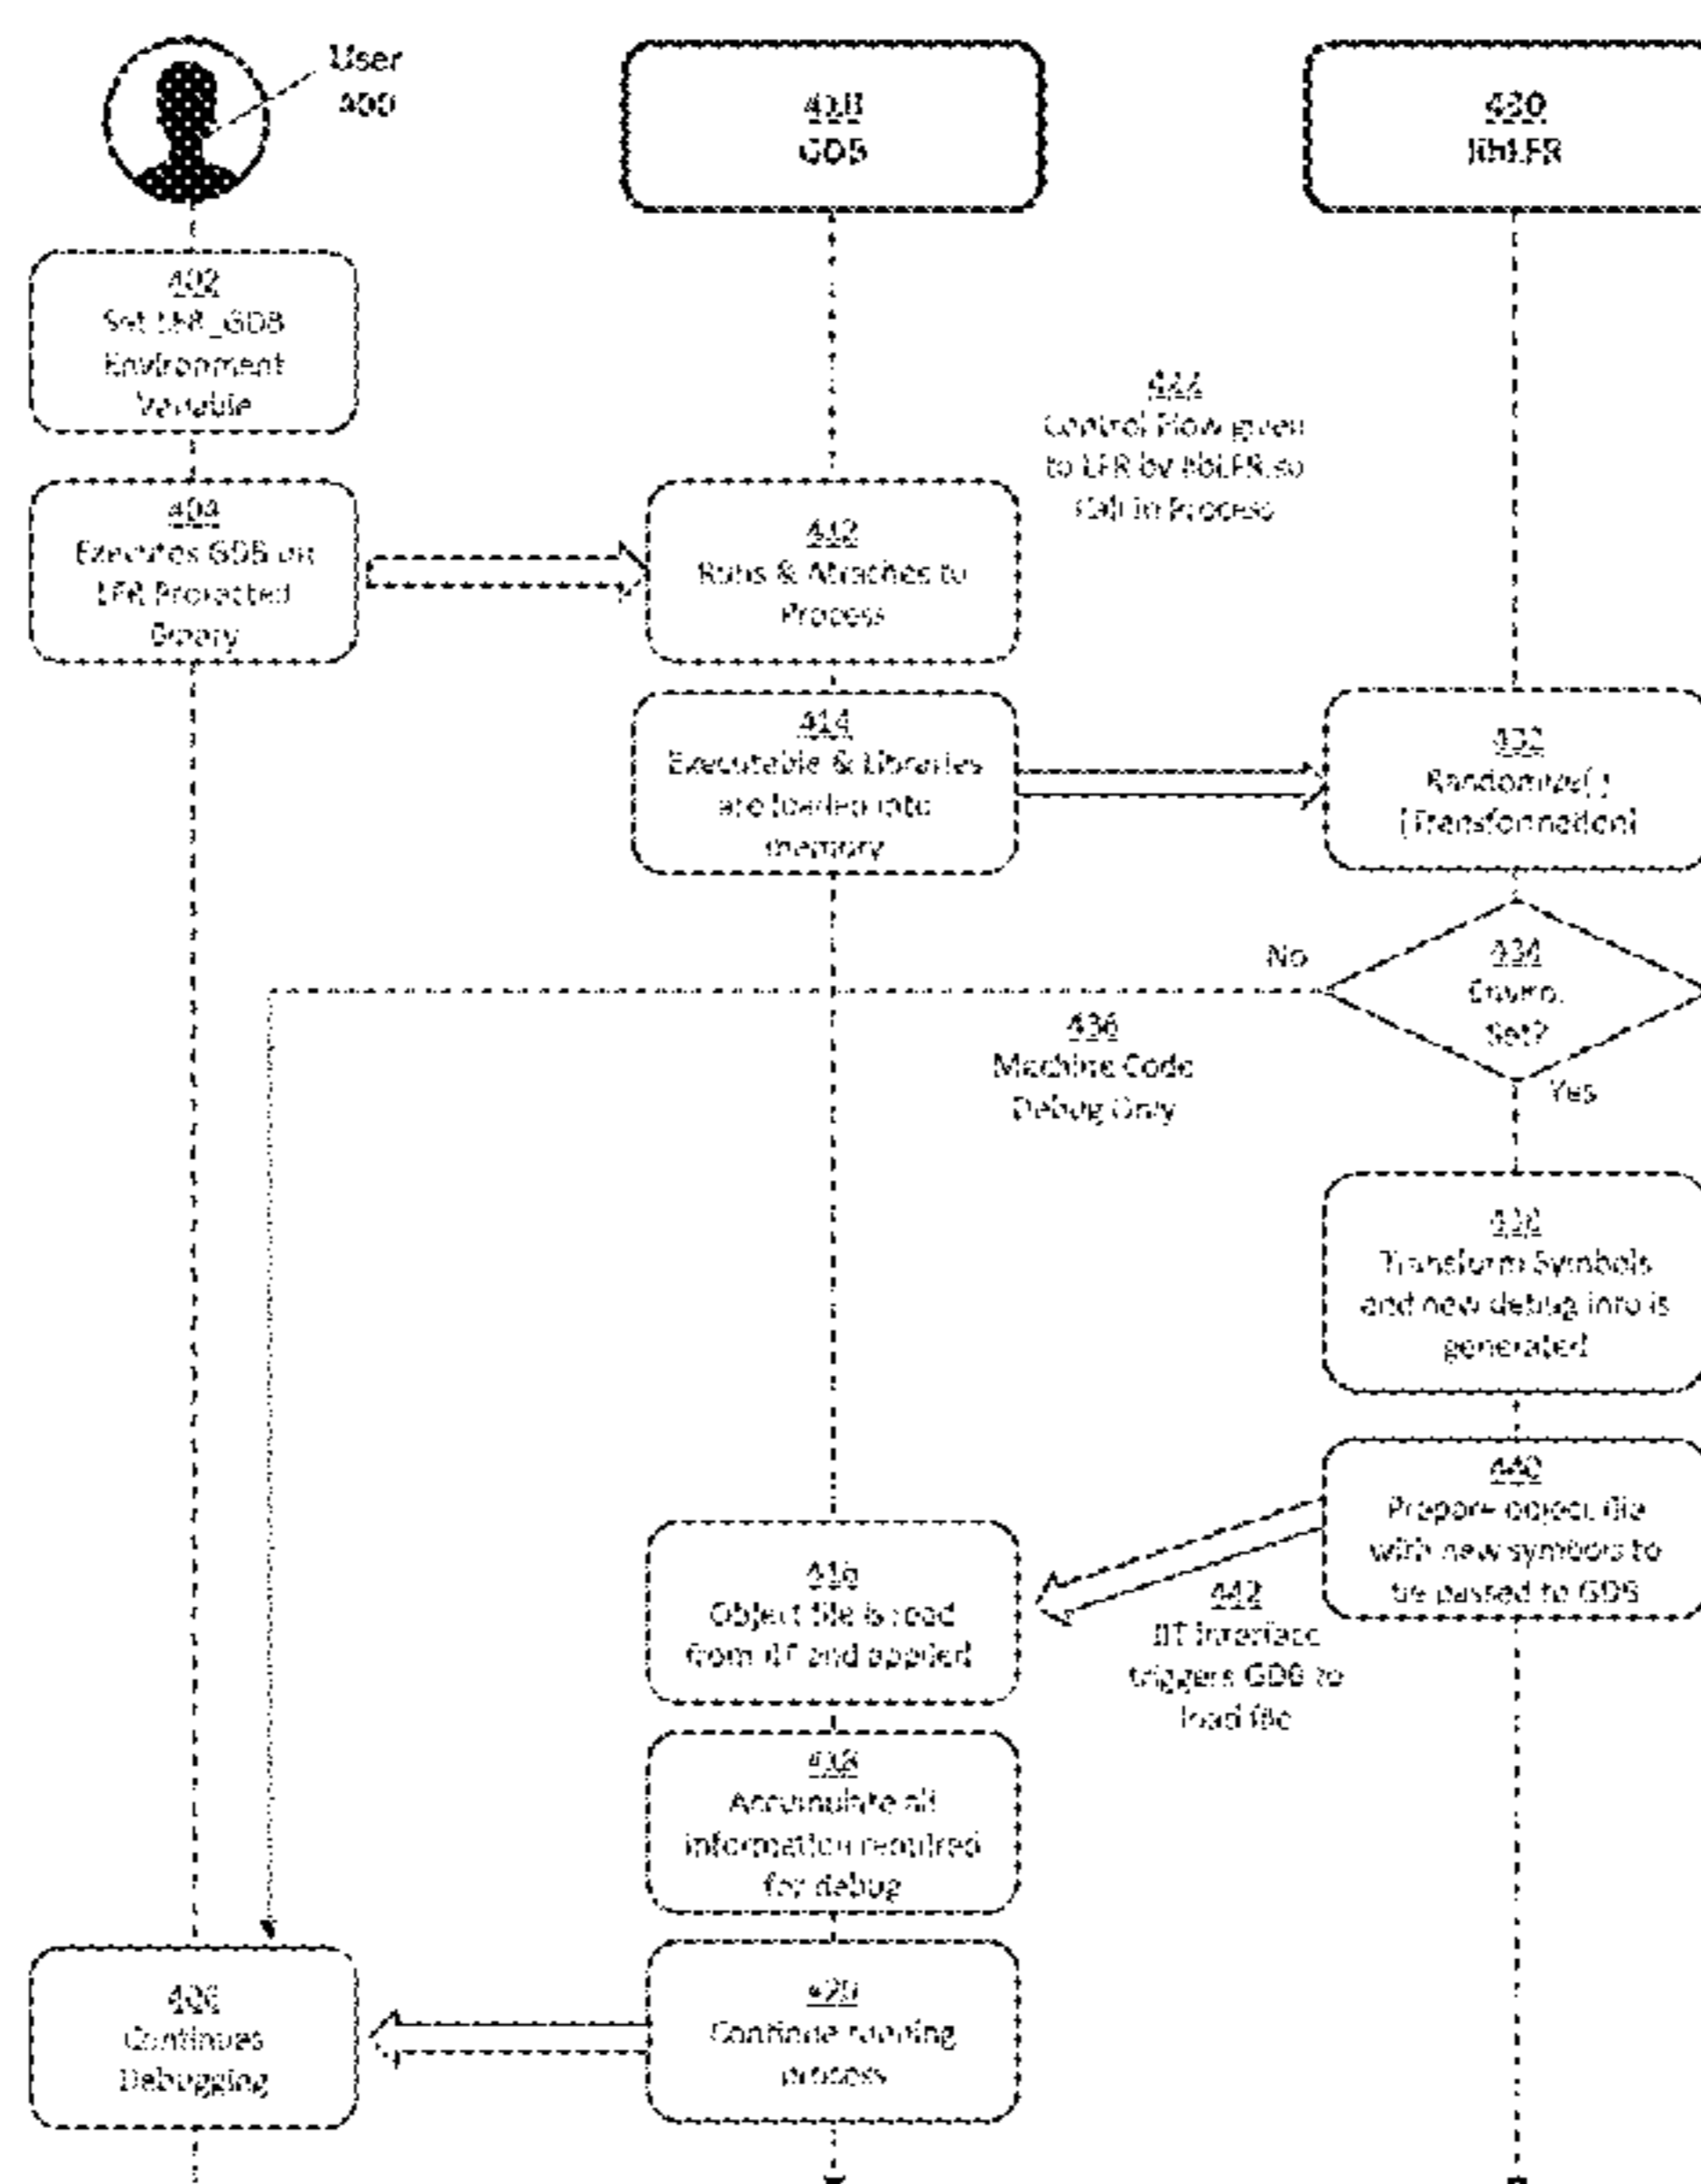 User
400
410
GDB
430
libLFR
402
Set LFR_GDB
Environment
Variable
422
Control Flow given
to LFR by libLFR.so
Call in Process
404
Executes GDB on
LFR Protected
Binary
412
Runs & Attaches to
Process
414
Executable & Libraries
are loaded into
memory
432
Randomize()
[Transformation]
No
434
Enviro.
Set?
436
Machine Code
Debug Only
Yes
438
Transform Symbols
and new debug info is
generated
440
Prepare object file
with new symbols to
be passed to GDB
416
Object file is read
from JIT and applied
442
JIT Interface
triggers GDB to
load file
418
Accumulate all
information required
for debug
406
Continues
Debugging
420
Continue running
process